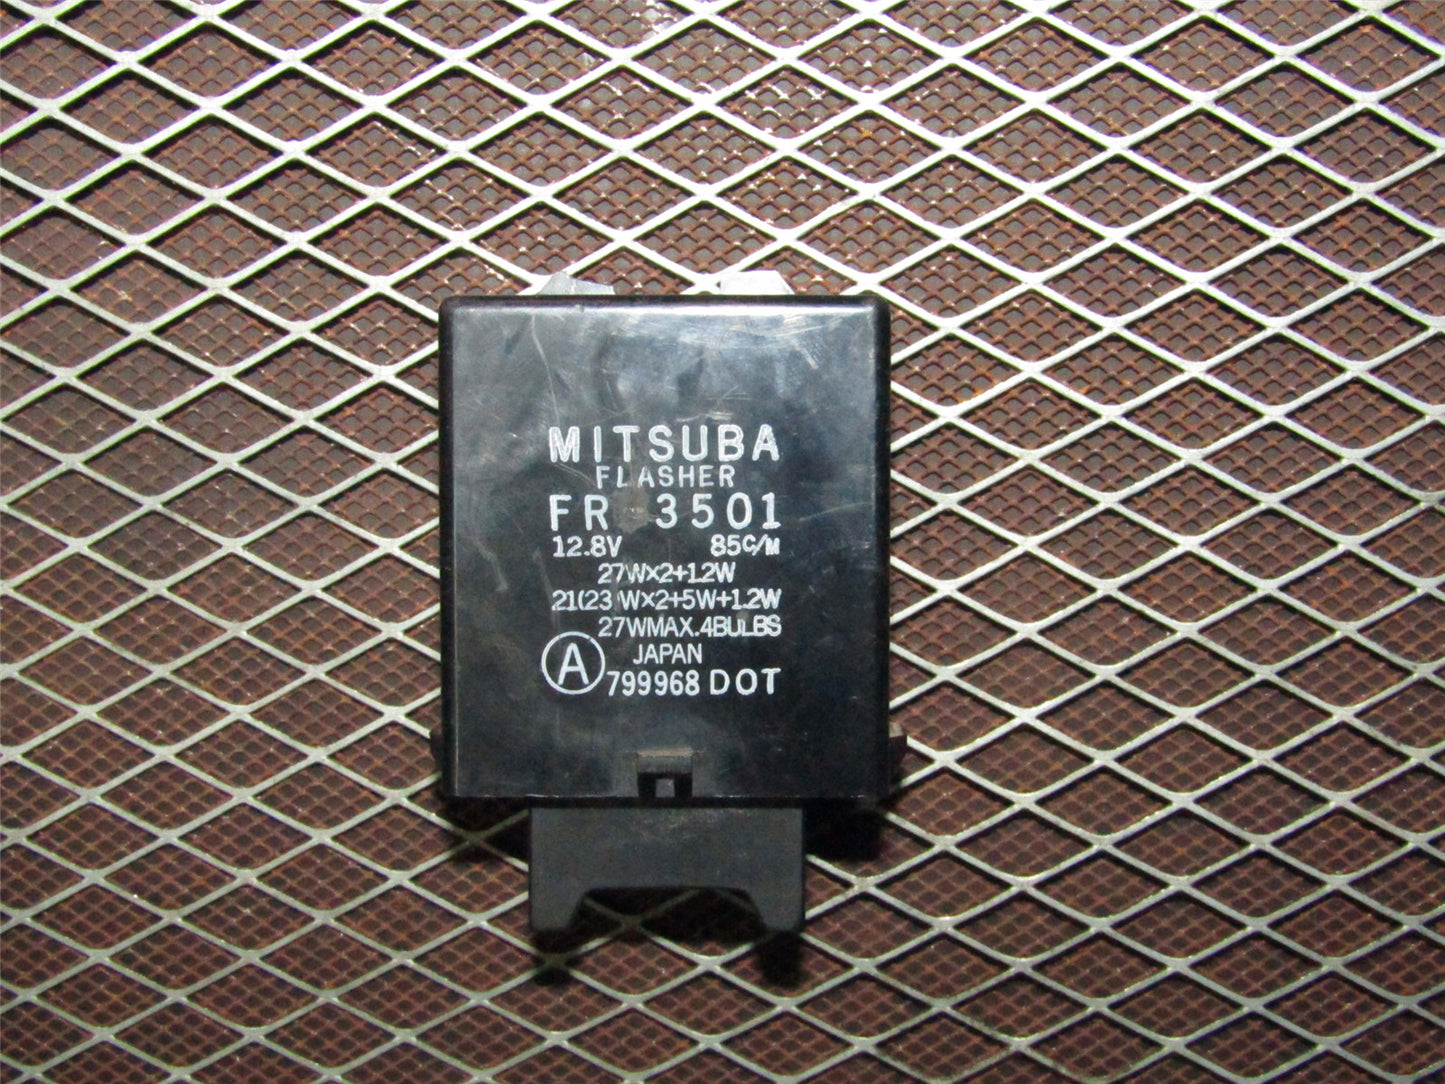 MITSUBA
FLASHER
FR 3501
12.8V 85C/M
27W×2+1.2W
21(23)W×2+5W+1.2W
27WMAX.4BULBS
JAPAN
A 799968 DOT